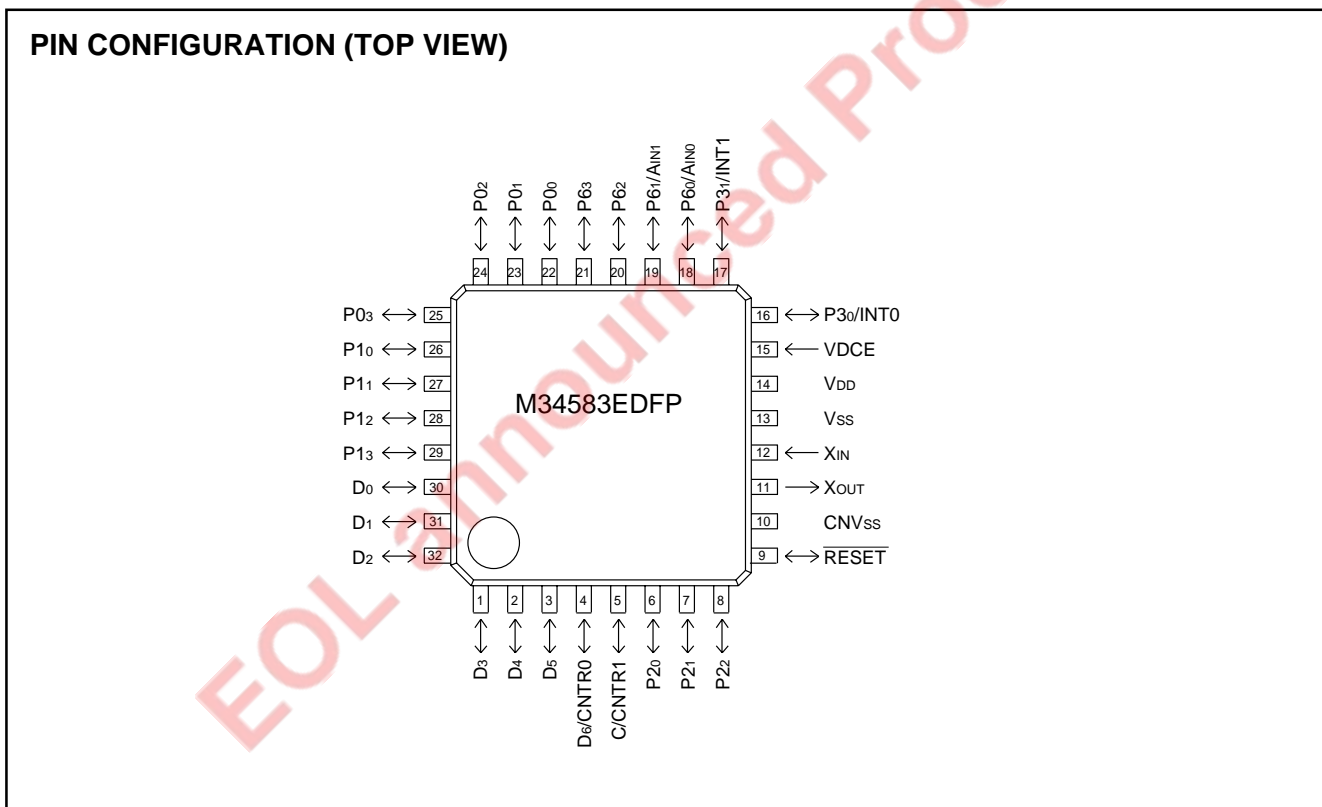 PIN CONFIGURATION (TOP VIEW)
P02
P01
P00
P63
P62
P61/AIN1
P60/AIN0
P31/INT1
24
23
22
21
20
19
18
17
P03
25
16
P30/INT0
P10
26
15
VDCE
P11
27
14
VDD
P12
28
13
VSS
P13
29
12
XIN
D0
30
11
XOUT
D1
31
10
CNVSS
D2
32
9
RESET
M34583EDFP
1
2
3
4
5
6
7
8
D3
D4
D5
D6/CNTR0
C/CNTR1
P20
P21
P22
EOL announced Prod